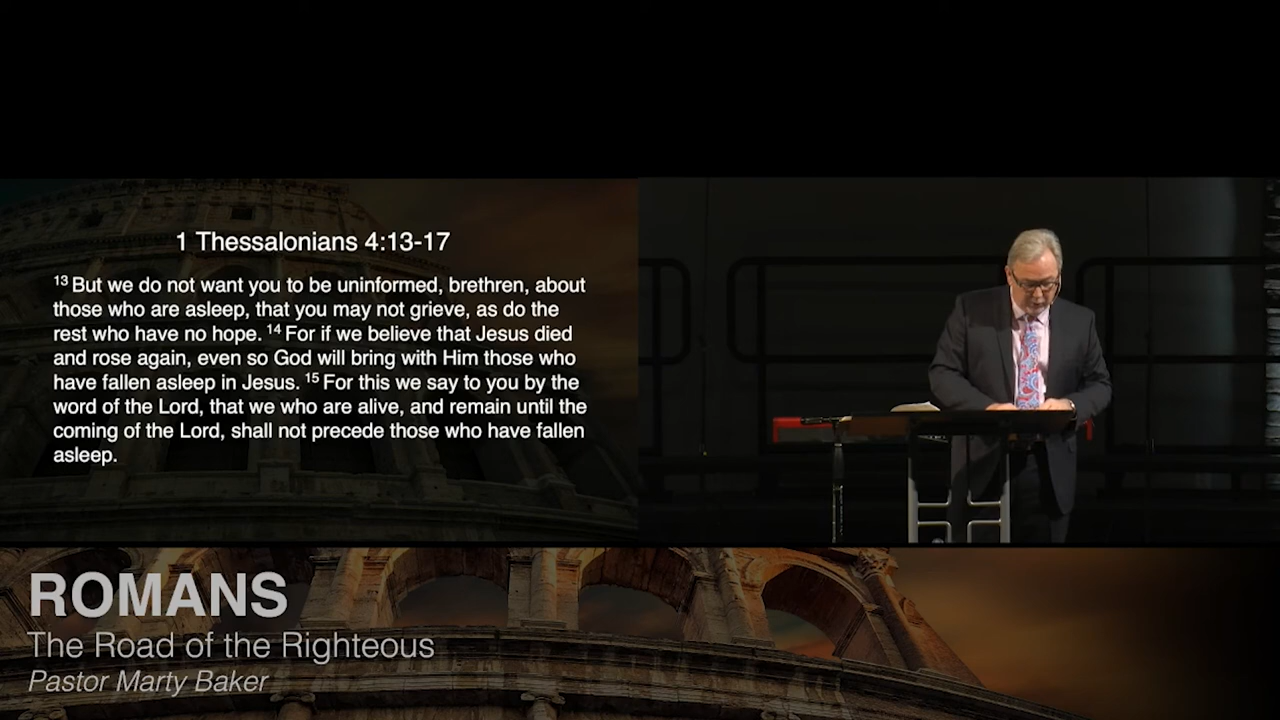 1 Thessalonians 4:13-17
13 But we do not want you to be uninformed, brethren, about
those who are asleep, that you may not grieve, as do the
rest who have no hope. 14 For if we believe that Jesus died
and rose again, even so God will bring with Him those who
have fallen asleep in Jesus. 15 For this we say to you by the
word of the Lord, that we who are alive, and remain until the
coming of the Lord, shall not precede those who have fallen
asleep.
ROMANS
The Road of the Righteous
Pastor Marty Baker